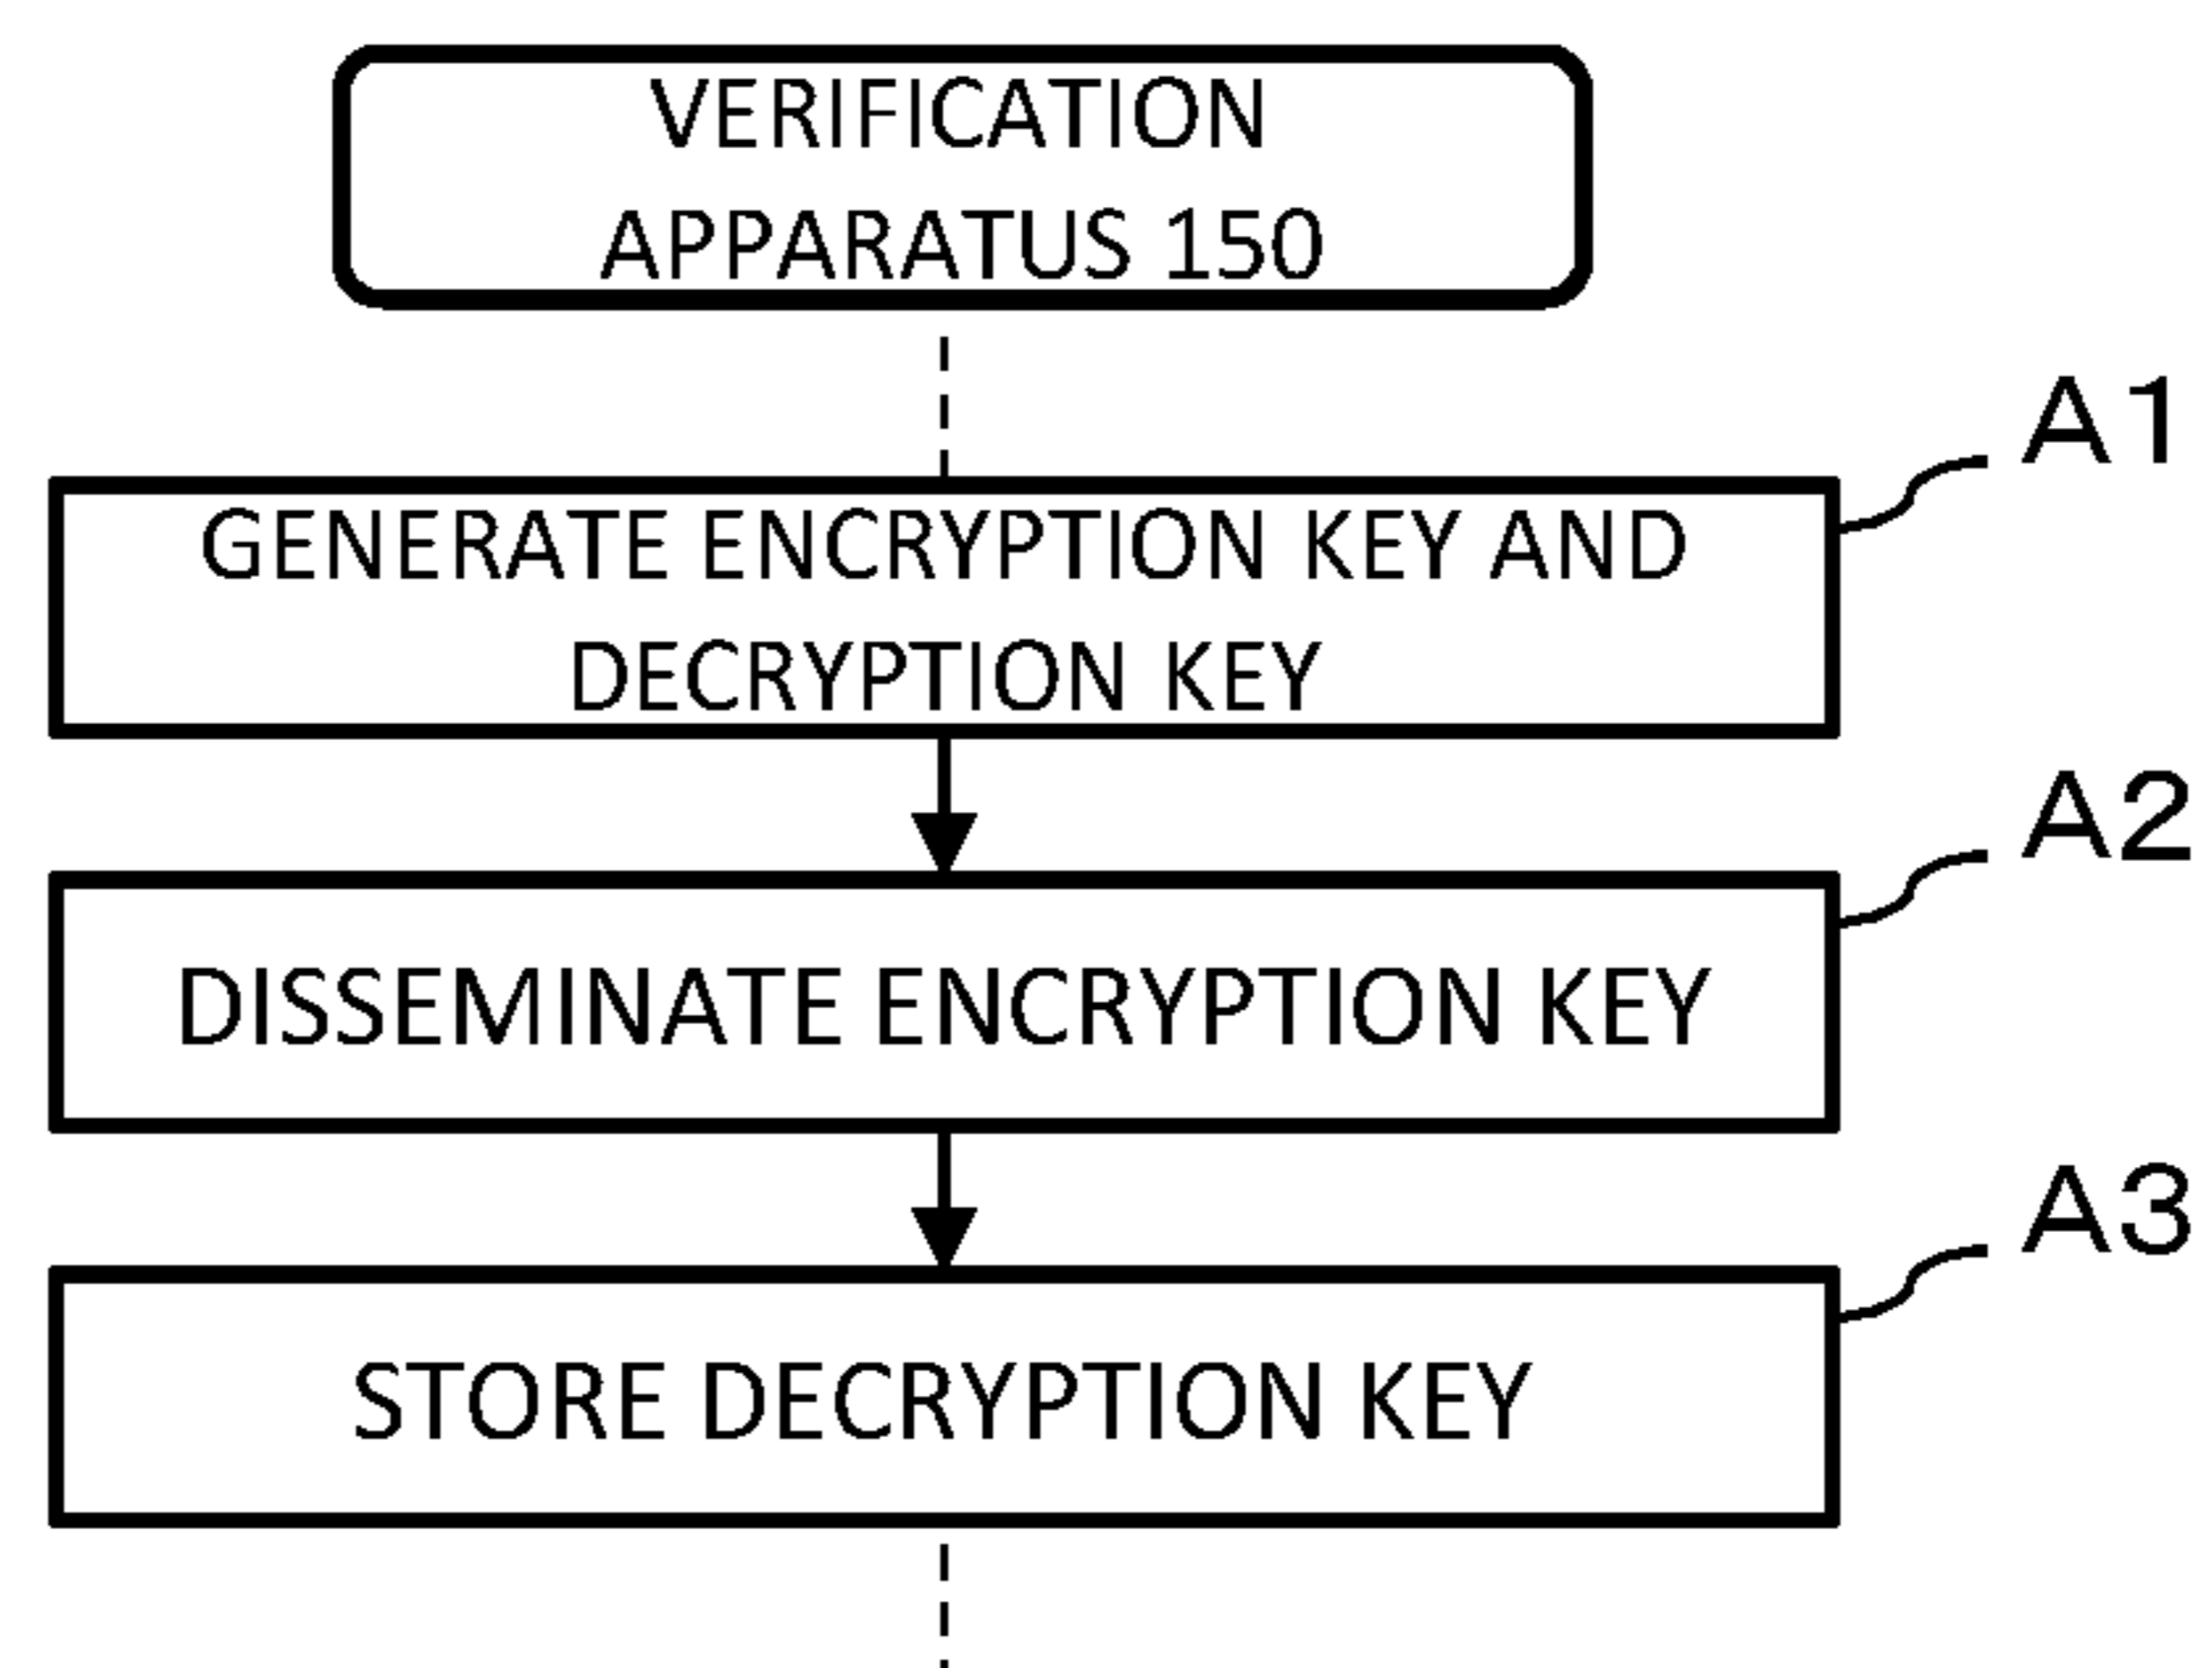 VERIFICATION
APPARATUS 150
A1
GENERATE ENCRYPTION KEY AND
DECRYPTION KEY
A2
DISSEMINATE ENCRYPTION KEY
A3
STORE DECRYPTION KEY